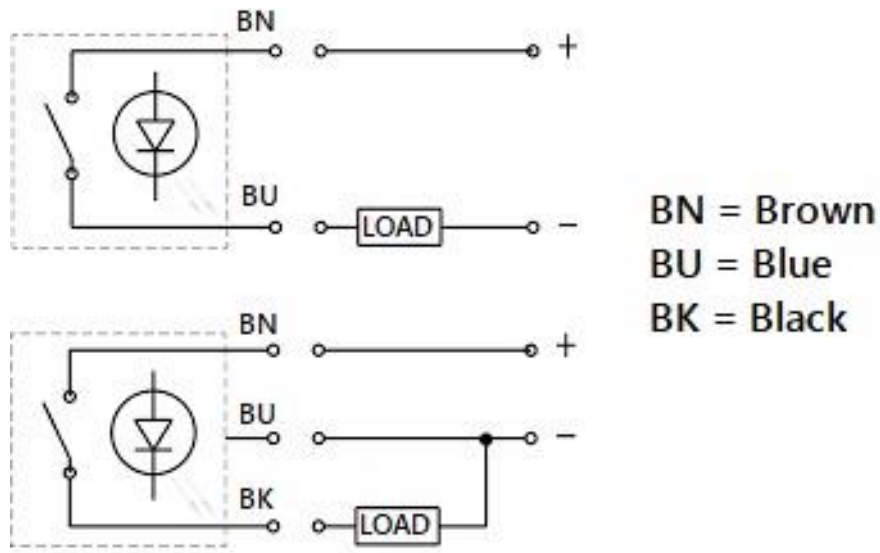 BN
+
BU
LOAD
−
BN = Brown
BU = Blue
BK = Black
BN
+
BU
−
BK
LOAD